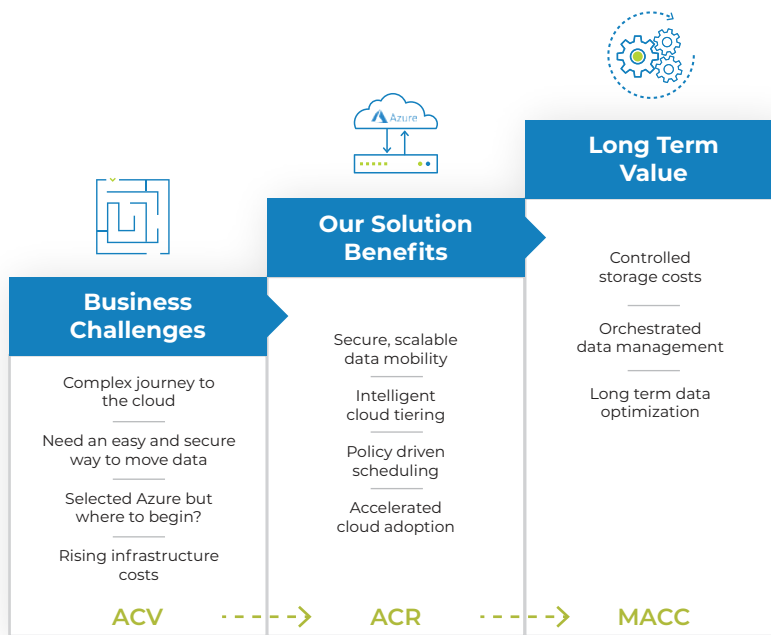 Azure
Long Term
Value
Our Solution
Benefits
Business
Challenges
Complex journey to
the cloud
Need an easy and secure
way to move data
Selected Azure but
where to begin?
Rising infrastructure
costs
Secure, scalable
data mobility
Intelligent
cloud tiering
Policy driven
scheduling
Accelerated
cloud adoption
Controlled
storage costs
Orchestrated
data management
Long term data
optimization
ACV
ACR
MACC